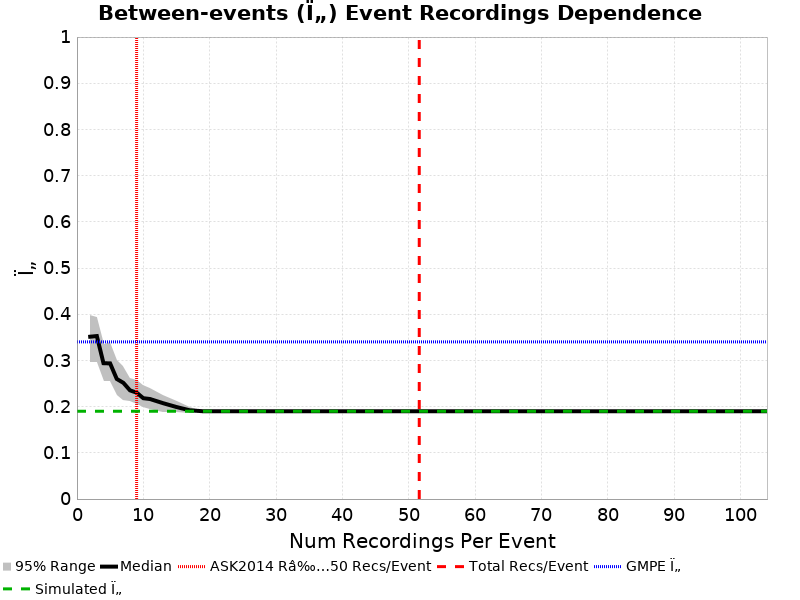 Between-events (Ï„) Event Recordings Dependence
1
0.9
0.8
0.7
0.6
0.5
0.4
0.3
0.2
0.1
0
Ï„
0 10 20 30 40 50 60 70 80 90 100
Num Recordings Per Event
95% Range Median ASK2014 Râ‰…50 Recs/Event Total Recs/Event GMPE Ï„
Simulated Ï„